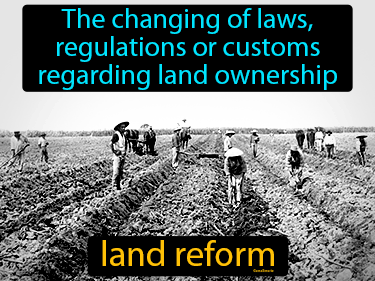 The changing of laws,
regulations or customs
regarding land ownership
land reform